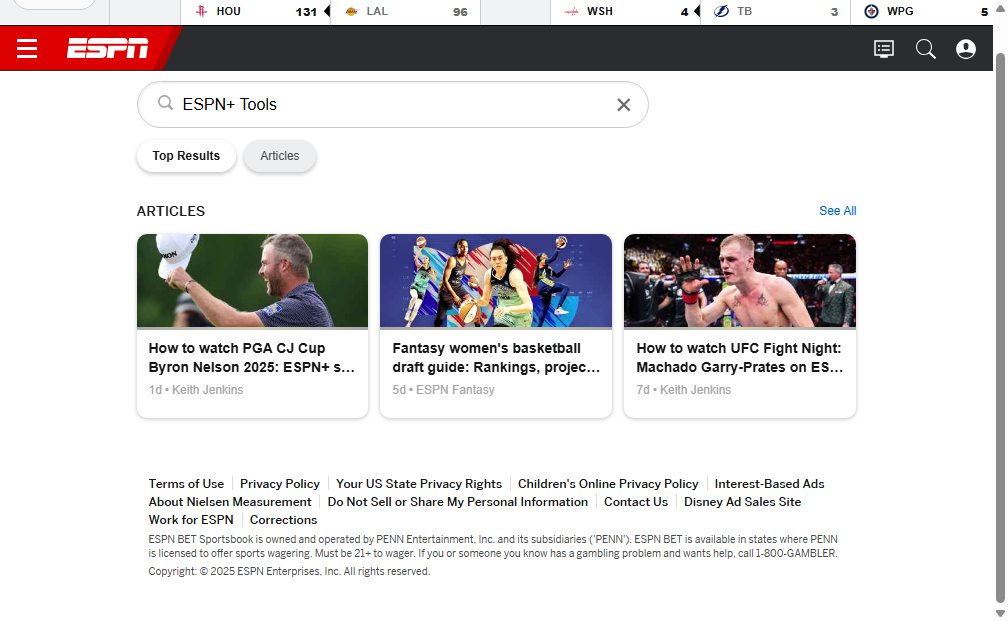 HOU 131 LAL 96 WSH 4 TB 3 WPG 5
ESPN
ESPN+ Tools
Top Results Articles
ARTICLES See All
How to watch PGA CJ Cup
Byron Nelson 2025: ESPN+ s...
1d • Keith Jenkins
Fantasy women's basketball
draft guide: Rankings, projec...
5d • ESPN Fantasy
How to watch UFC Fight Night:
Machado Garry-Prates on ES...
7d • Keith Jenkins
Terms of Use Privacy Policy Your US State Privacy Rights Children's Online Privacy Policy Interest-Based Ads
About Nielsen Measurement Do Not Sell or Share My Personal Information Contact Us Disney Ad Sales Site
Work for ESPN Corrections
ESPN BET Sportsbook is owned and operated by PENN Entertainment, Inc. and its subsidiaries ('PENN'). ESPN BET is available in states where PENN
is licensed to offer sports wagering. Must be 21+ to wager. If you or someone you know has a gambling problem and wants help, call 1-800-GAMBLER.
Copyright: © 2025 ESPN Enterprises, Inc. All rights reserved.